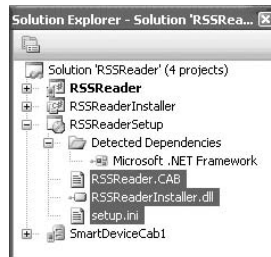 Solution Explorer - Solution 'RSSRea...
Solution 'RSSReader' (4 projects)
RSSReader
RSSReaderInstaller
RSSReaderSetup
Detected Dependencies
Microsoft .NET Framework
RSSReader.CAB
RSSReaderInstaller.dll
setup.ini
SmartDeviceCab1